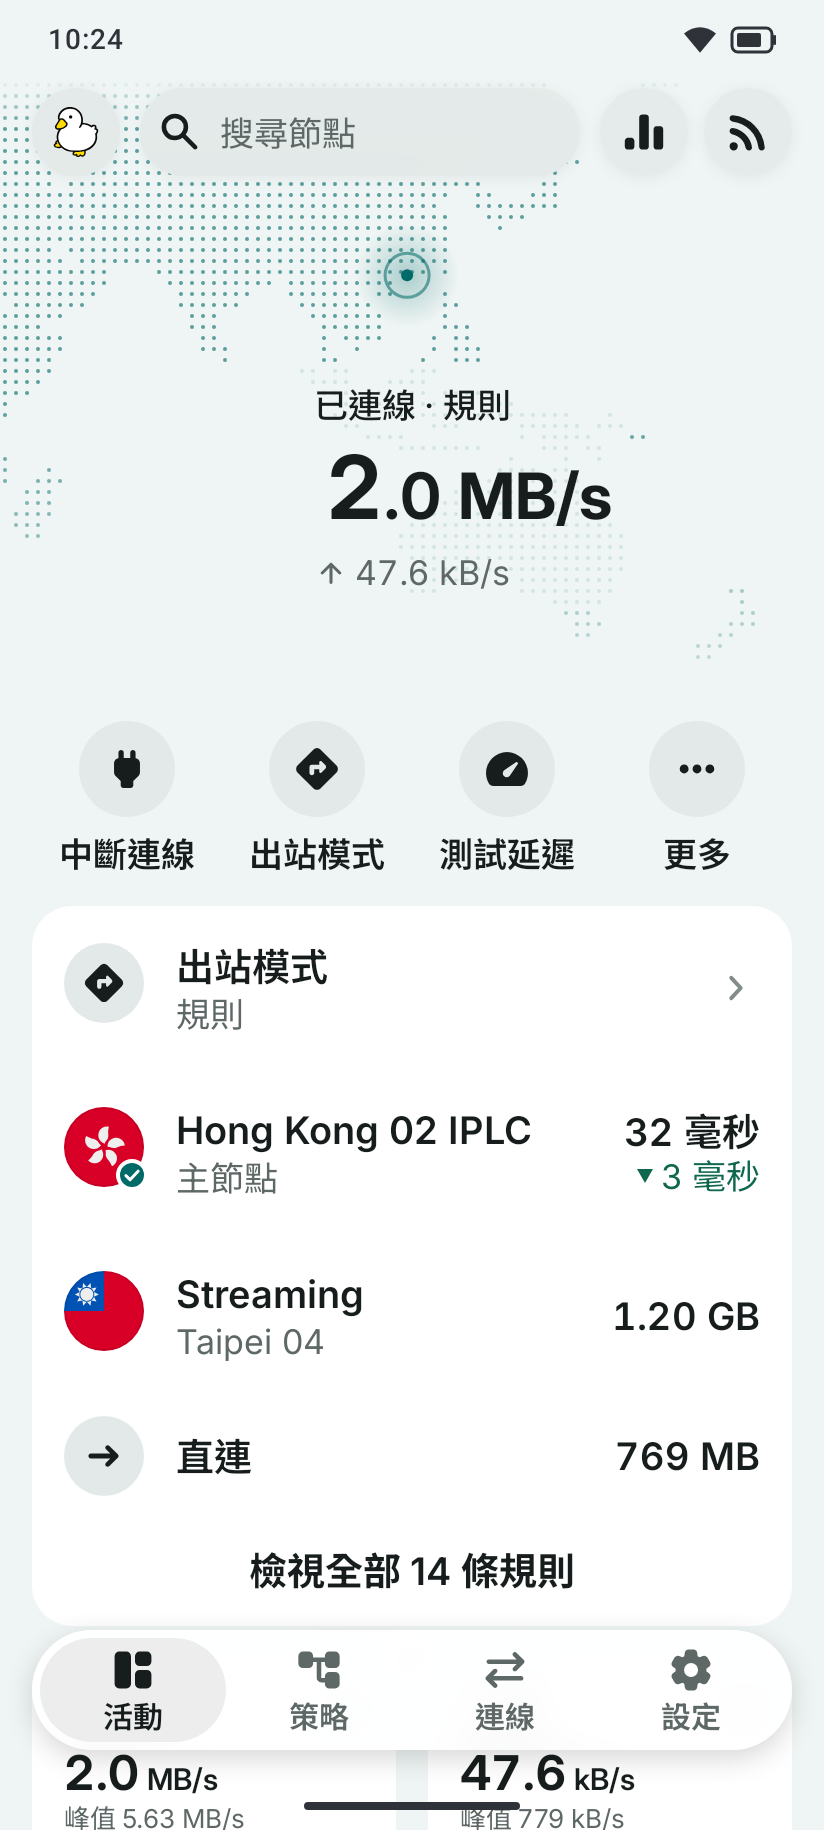 10:24
搜尋節點
已連線 · 規則
2.0 MB/s
↑ 47.6 kB/s
中斷連線
出站模式
測試延遲
更多
出站模式
規則
Hong Kong 02 IPLC
32 毫秒
主節點
▼3 毫秒
Streaming
1.20 GB
Taipei 04
直連
769 MB
檢視全部 14 條規則
活動
策略
連線
設定
2.0 MB/s
47.6 kB/s
峰值 5.63 MB/s
峰值 779 kB/s